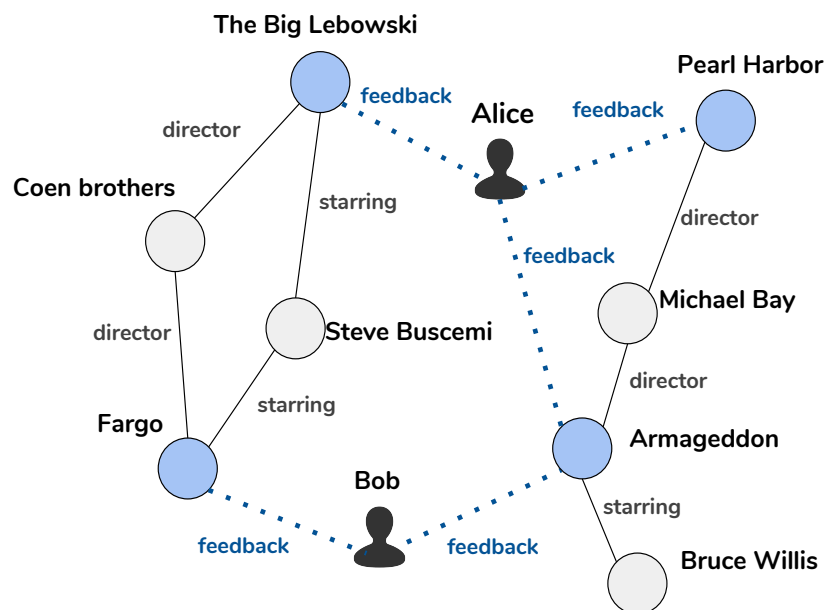 The Big Lebowski
Pearl Harbor
feedback
Alice
feedback
director
Coen brothers
starring
director
feedback
Michael Bay
director
Steve Buscemi
director
starring
Fargo
Armageddon
Bob
starring
feedback
feedback
Bruce Willis